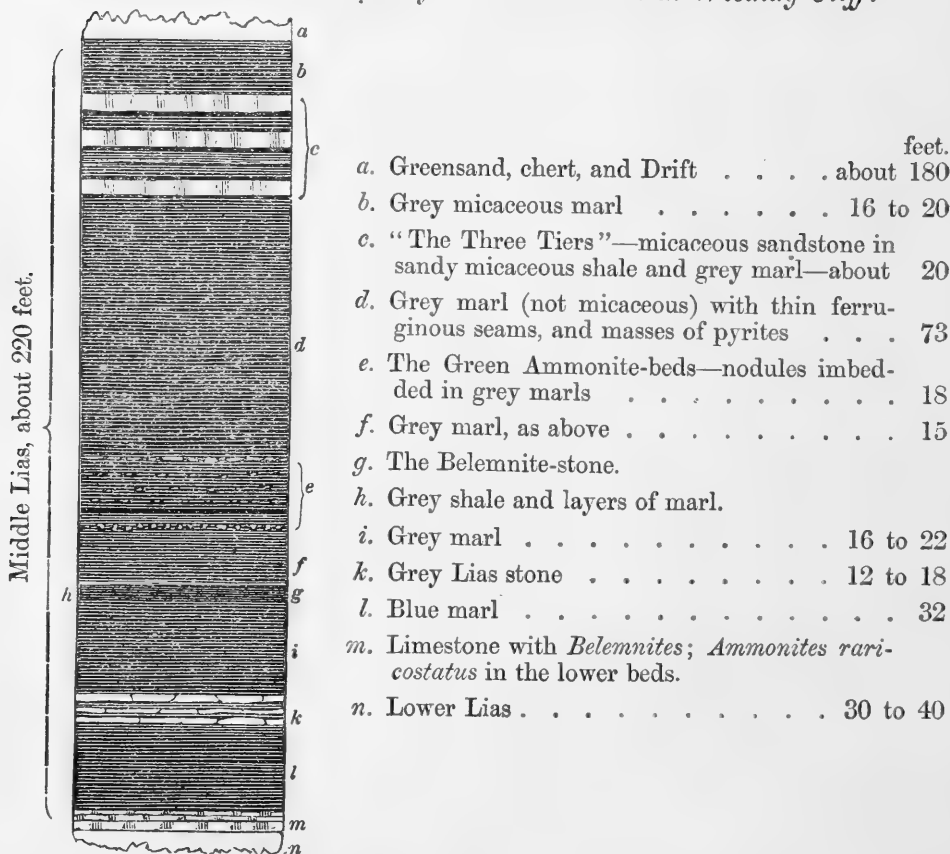 in Westbay Cliff.
a
b
c
d
e
f
h g
i
k
l
m
n
Middle Lias, about 220 feet.
feet.
a. Greensand, chert, and Drift . . . . about 180
b. Grey micaceous marl . . . . . . 16 to 20
c. “The Three Tiers”—micaceous sandstone in
sandy micaceous shale and grey marl—about 20
d. Grey marl (not micaceous) with thin ferru-
ginous seams, and masses of pyrites . . . 73
e. The Green Ammonite-beds—nodules imbed-
ded in grey marls . . . . . . . . 18
f. Grey marl, as above . . . . . . . . . 15
g. The Belemnite-stone.
h. Grey shale and layers of marl.
i. Grey marl . . . . . . . . . . 16 to 22
k. Grey Lias stone . . . . . . . . 12 to 18
l. Blue marl . . . . . . . . . . . . 32
m. Limestone with Belemnites; Ammonites rari-
costatus in the lower beds.
n. Lower Lias . . . . . . . . . . 30 to 40